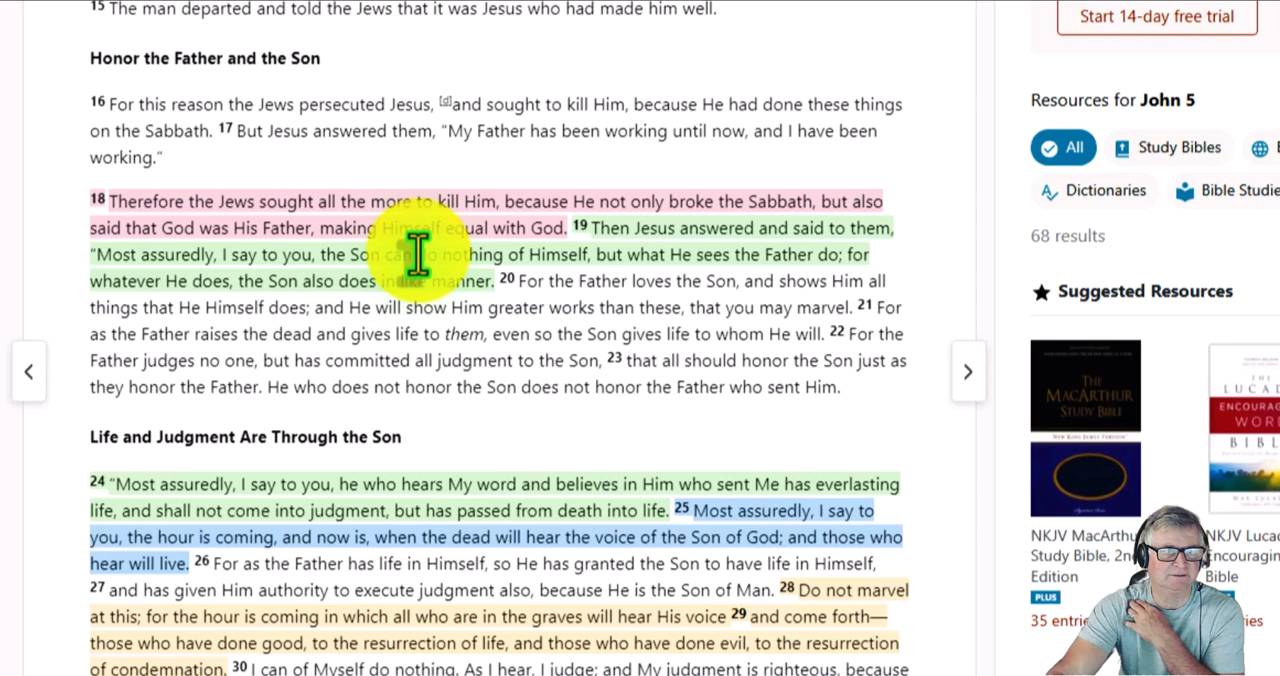 15 The man departed and told the Jews that it was Jesus who had made him well.
Honor the Father and the Son
16 For this reason the Jews persecuted Jesus, [d]and sought to kill Him, because He had done these things
on the Sabbath. 17 But Jesus answered them, “My Father has been working until now, and I have been
working.”
18 Therefore the Jews sought all the more to kill Him, because He not only broke the Sabbath, but also
said that God was His Father, making Himself equal with God. 19 Then Jesus answered and said to them,
“Most assuredly, I say to you, the Son can do nothing of Himself, but what He sees the Father do; for
whatever He does, the Son also does in like manner. 20 For the Father loves the Son, and shows Him all
things that He Himself does; and He will show Him greater works than these, that you may marvel. 21 For
as the Father raises the dead and gives life to them, even so the Son gives life to whom He will. 22 For the
Father judges no one, but has committed all judgment to the Son, 23 that all should honor the Son just as
they honor the Father. He who does not honor the Son does not honor the Father who sent Him.
Life and Judgment Are Through the Son
24 “Most assuredly, I say to you, he who hears My word and believes in Him who sent Me has everlasting
life, and shall not come into judgment, but has passed from death into life. 25 Most assuredly, I say to
you, the hour is coming, and now is, when the dead will hear the voice of the Son of God; and those who
hear will live. 26 For as the Father has life in Himself, so He has granted the Son to have life in Himself,
27 and has given Him authority to execute judgment also, because He is the Son of Man. 28 Do not marvel
at this; for the hour is coming in which all who are in the graves will hear His voice 29 and come forth—
those who have done good, to the resurrection of life, and those who have done evil, to the resurrection
of condemnation. 30 I can of Myself do nothing. As I hear, I judge; and My judgment is righteous, because
Start 14-day free trial
Resources for John 5
All
Study Bibles
Dictionaries
Bible Studie
68 results
Suggested Resources
THE
MACARTHUR
STUDY BIBLE
NEW KING JAMES VERSION
THE
LUCAD
ENCOURAG
WOR
BIBL
NKJV MacArthu
Study Bible, 2n
Edition
PLUS
35 entrie
NKJV Luca
Encouragin
Bible
ies